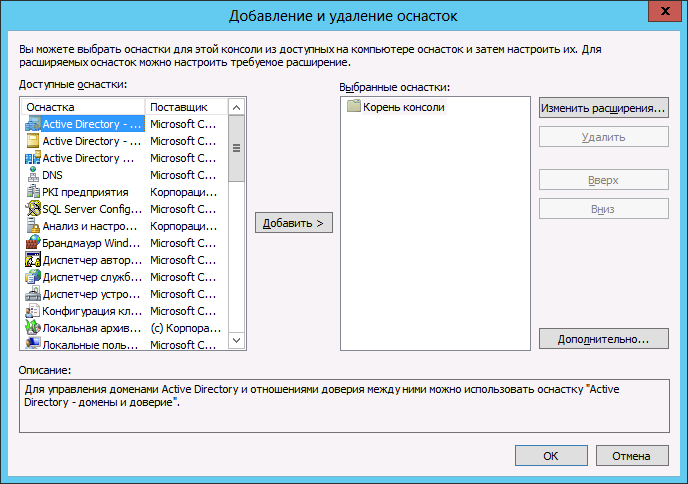 Добавление и удаление оснасток
Вы можете выбрать оснастки для этой консоли из доступных на компьютере оснасток и затем настроить их. Для
расширяемых оснасток можно настроить требуемое расширение.
Доступные оснастки:
Оснастка Поставщик
Active Directory - ... Microsoft C...
Active Directory - ... Microsoft C...
Active Directory ... Microsoft C...
DNS Microsoft C...
PKI предприятия Корпораци...
SQL Server Config... Microsoft C...
Анализ и настро... Корпораци...
Брандмауэр Wind... Microsoft C...
Диспетчер автор... Microsoft C...
Диспетчер служб... Microsoft C...
Диспетчер устро... Microsoft C...
Конфигурация кл... Microsoft C...
Локальная архив... (c) Корпора...
Локальные поль... Microsoft C...
Добавить >
Выбранные оснастки:
Корень консоли
Изменить расширения...
Удалить
Вверх
Вниз
Дополнительно...
Описание:
Для управления доменами Active Directory и отношениями доверия между ними можно использовать оснастку "Active
Directory - домены и доверие".
OK
Отмена